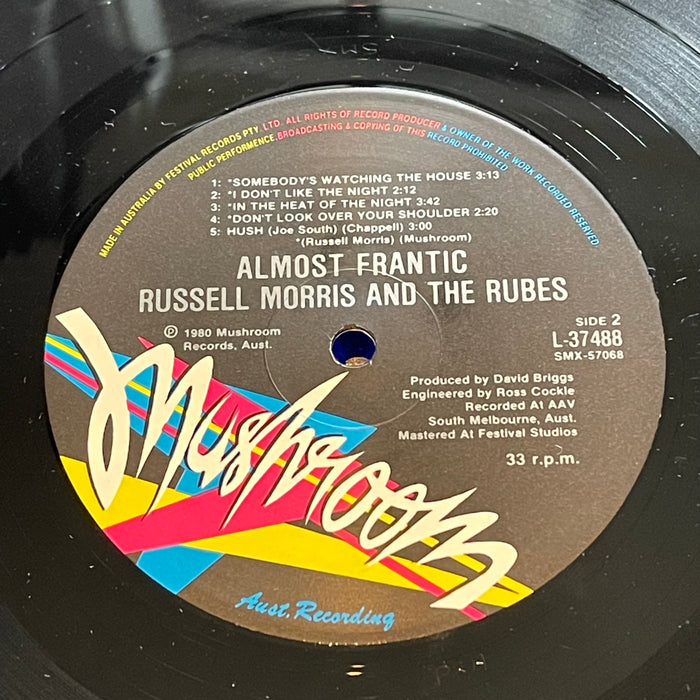 MADE IN AUSTRALIA BY FESTIVAL RECORDS PTY. LTD. ALL RIGHTS OF RECORD PRODUCER & OWNER OF THE WORK RECORDED RESERVED
PUBLIC PERFORMENCE, BROADCASTING & COPYING OF THIS RECORD PROHIBITED
1: *SOMEBODY'S WATCHING THE HOUSE 3:13
2: *I DON'T LIKE THE NIGHT 2:12
3: *IN THE HEAT OF THE NIGHT 3:42
4: *DON'T LOOK OVER YOUR SHOULDER 2:20
5: HUSH (Joe South) (Chappell) 3:00
*(Russell Morris) (Mushroom)
ALMOST FRANTIC
RUSSELL MORRIS AND THE RUBES
℗ 1980 Mushroom
Records, Aust.
SIDE 2
L-37488
SMX-57068
Produced by David Briggs
Engineered by Ross Cockle
Recorded At AAV
South Melbourne, Aust.
Mastered At Festival Studios
33 r.p.m.
Mushroom
Aust. Recording